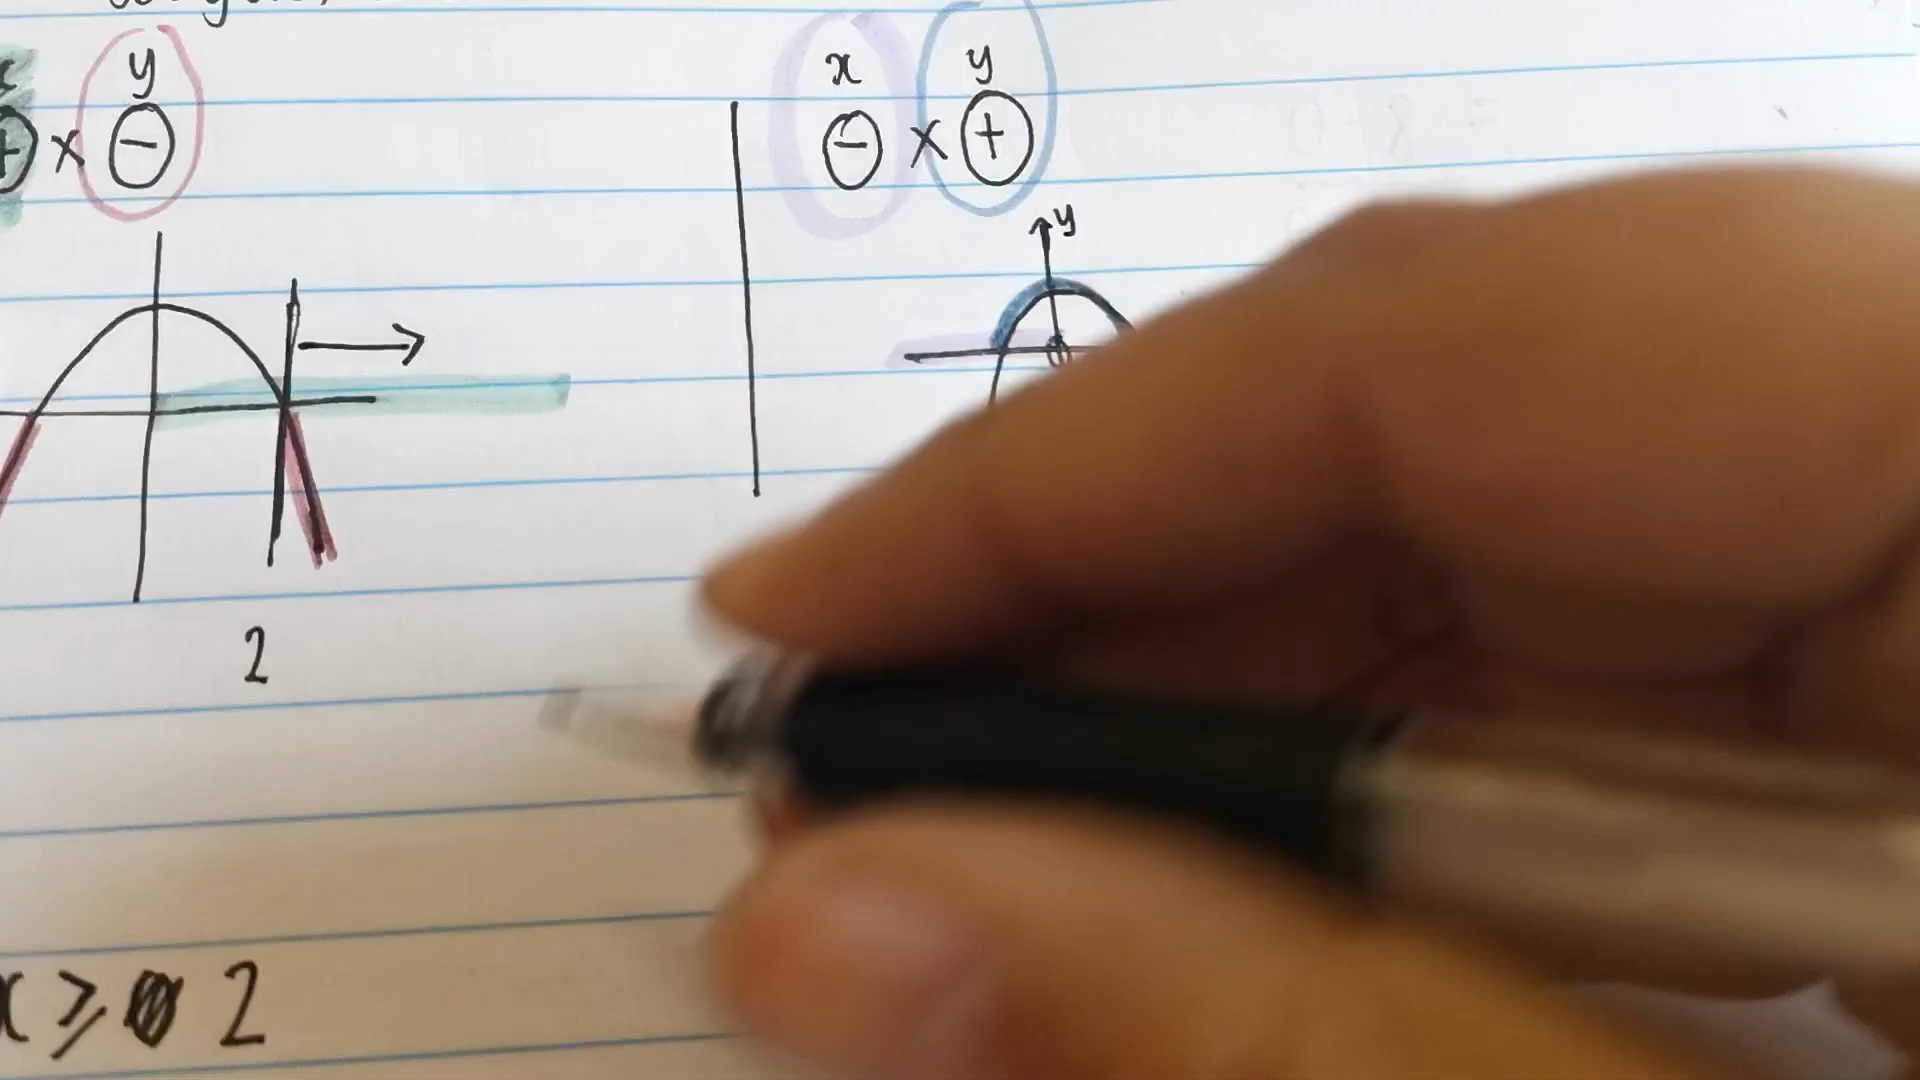 y
x y
+ × −
− × +
y
2
x ⩾ 2